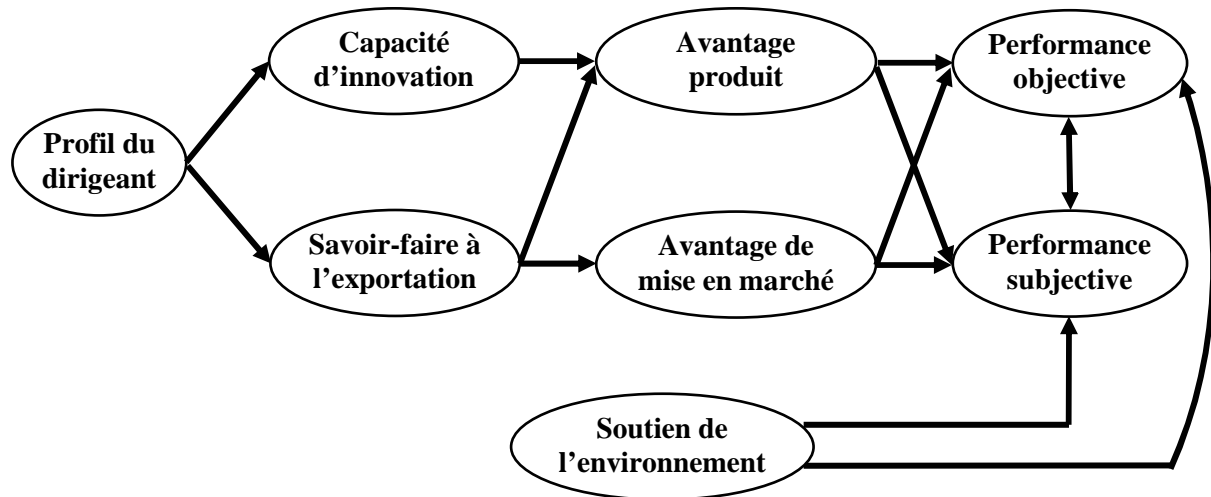 Capacité
d’innovation
Avantage
produit
Performance
objective
Profil du
dirigeant
Savoir-faire à
l’exportation
Avantage de
mise en marché
Performance
subjective
Soutien de
l’environnement